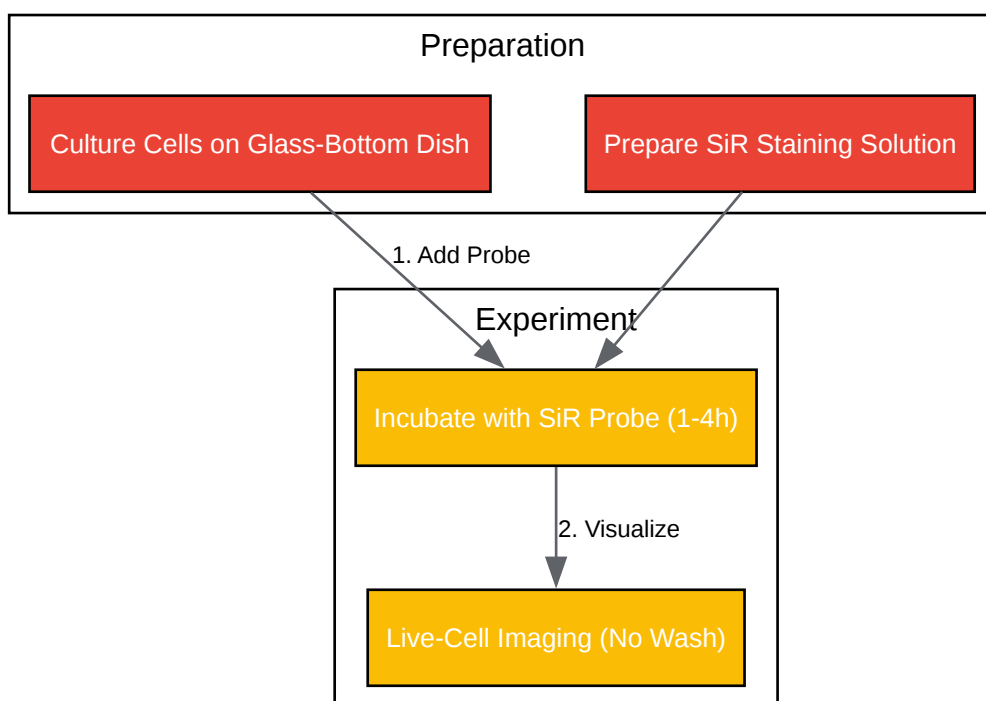 Preparation
Culture Cells on Glass-Bottom Dish
Prepare SiR Staining Solution
1. Add Probe
Experiment
Incubate with SiR Probe (1-4h)
2. Visualize
Live-Cell Imaging (No Wash)